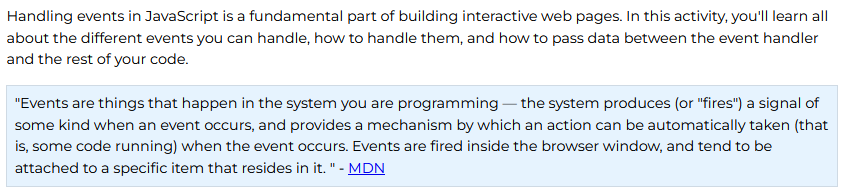 Handling events in JavaScript is a fundamental part of building interactive web pages. In this activity, you'll learn all
about the different events you can handle, how to handle them, and how to pass data between the event handler
and the rest of your code.
"Events are things that happen in the system you are programming — the system produces (or "fires") a signal of
some kind when an event occurs, and provides a mechanism by which an action can be automatically taken (that
is, some code running) when the event occurs. Events are fired inside the browser window, and tend to be
attached to a specific item that resides in it. " - MDN